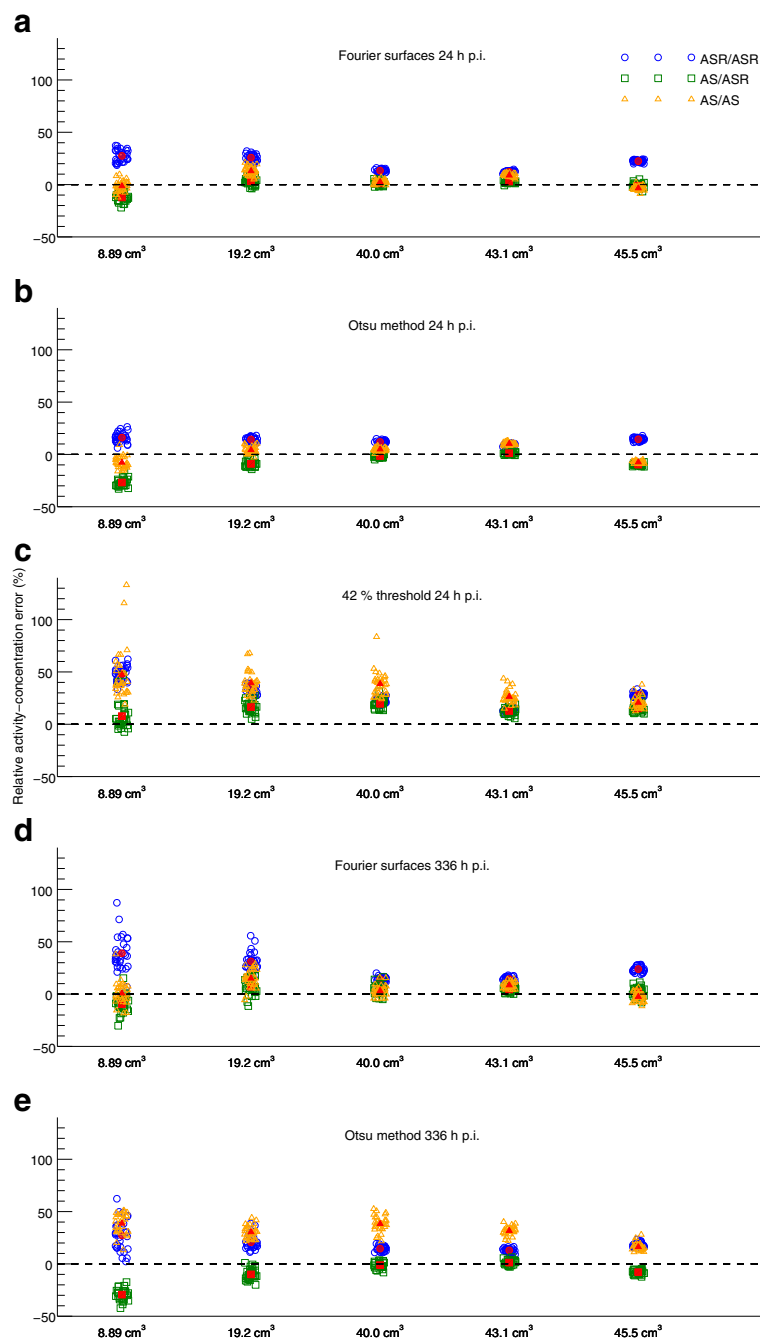 a
Fourier surfaces 24 h p.i.
ASR/ASR
AS/ASR
AS/AS
100
50
0
−50
8.89 cm³ 19.2 cm³ 40.0 cm³ 43.1 cm³ 45.5 cm³
b
Otsu method 24 h p.i.
100
50
0
−50
8.89 cm³ 19.2 cm³ 40.0 cm³ 43.1 cm³ 45.5 cm³
c
Relative activity−concentration error (%)
42 % threshold 24 h p.i.
100
50
0
−50
8.89 cm³ 19.2 cm³ 40.0 cm³ 43.1 cm³ 45.5 cm³
d
Fourier surfaces 336 h p.i.
100
50
0
−50
8.89 cm³ 19.2 cm³ 40.0 cm³ 43.1 cm³ 45.5 cm³
e
Otsu method 336 h p.i.
100
50
0
−50
8.89 cm³ 19.2 cm³ 40.0 cm³ 43.1 cm³ 45.5 cm³